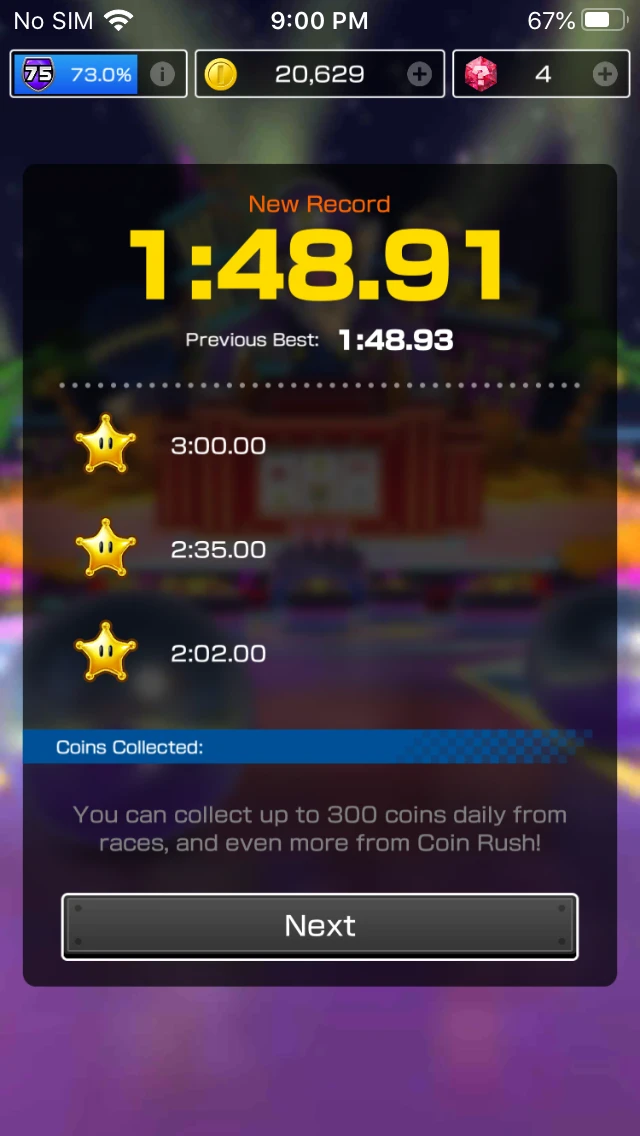 No SIM 9:00 PM 67%
75 73.0% i 20,629 + ? 4 +
New Record
1:48.91
Previous Best: 1:48.93
3:00.00
2:35.00
2:02.00
Coins Collected:
You can collect up to 300 coins daily from
races, and even more from Coin Rush!
Next